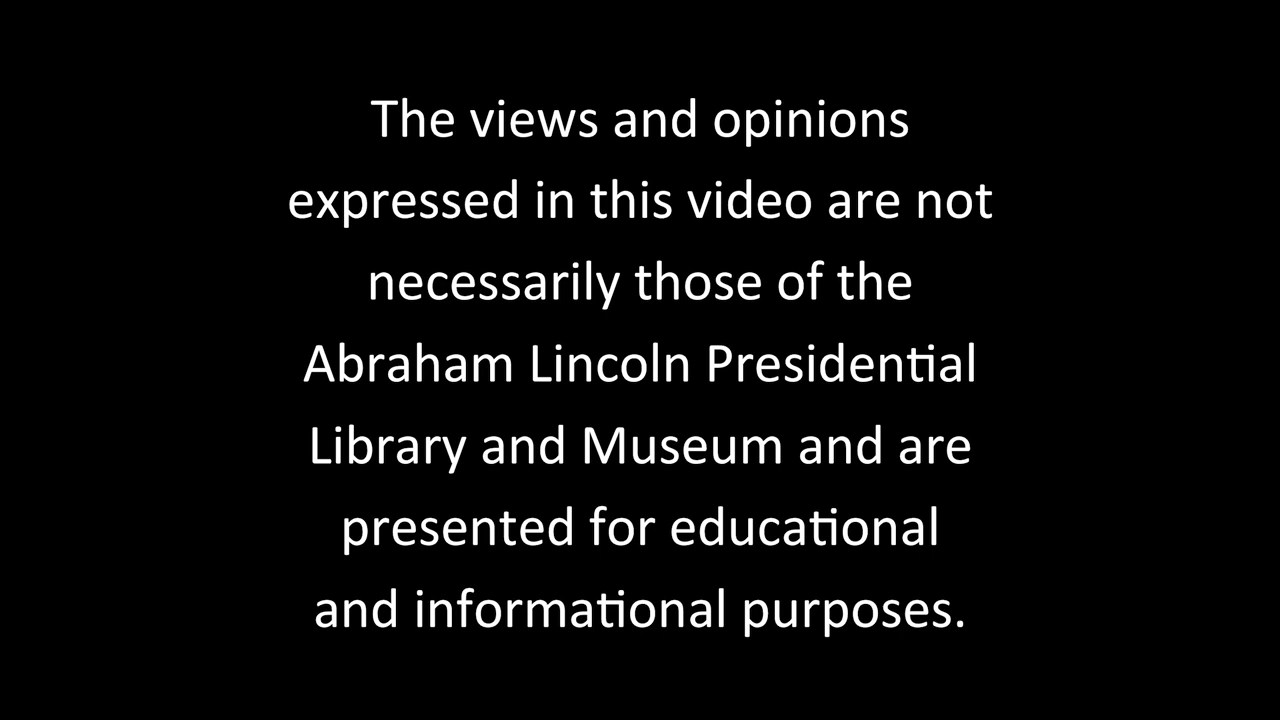 The views and opinions
expressed in this video are not
necessarily those of the
Abraham Lincoln Presidential
Library and Museum and are
presented for educational
and informational purposes.